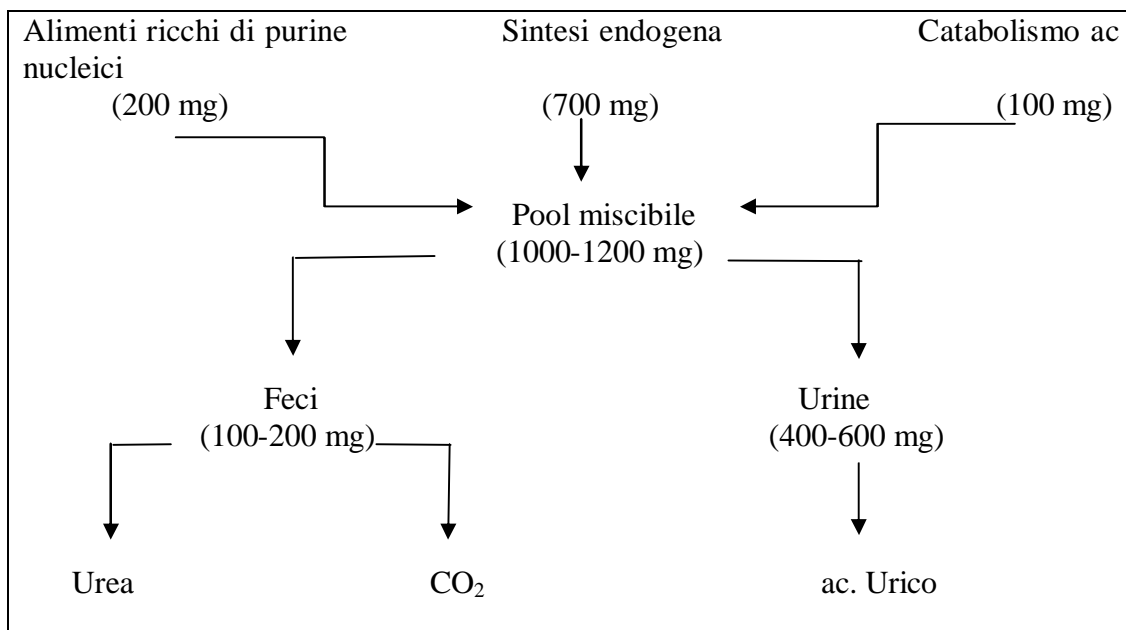 Alimenti ricchi di purine Sintesi endogena Catabolismo ac
nucleici
(200 mg) (700 mg) (100 mg)
Pool miscibile
(1000-1200 mg)
Feci Urine
(100-200 mg) (400-600 mg)
Urea CO₂ ac. Urico